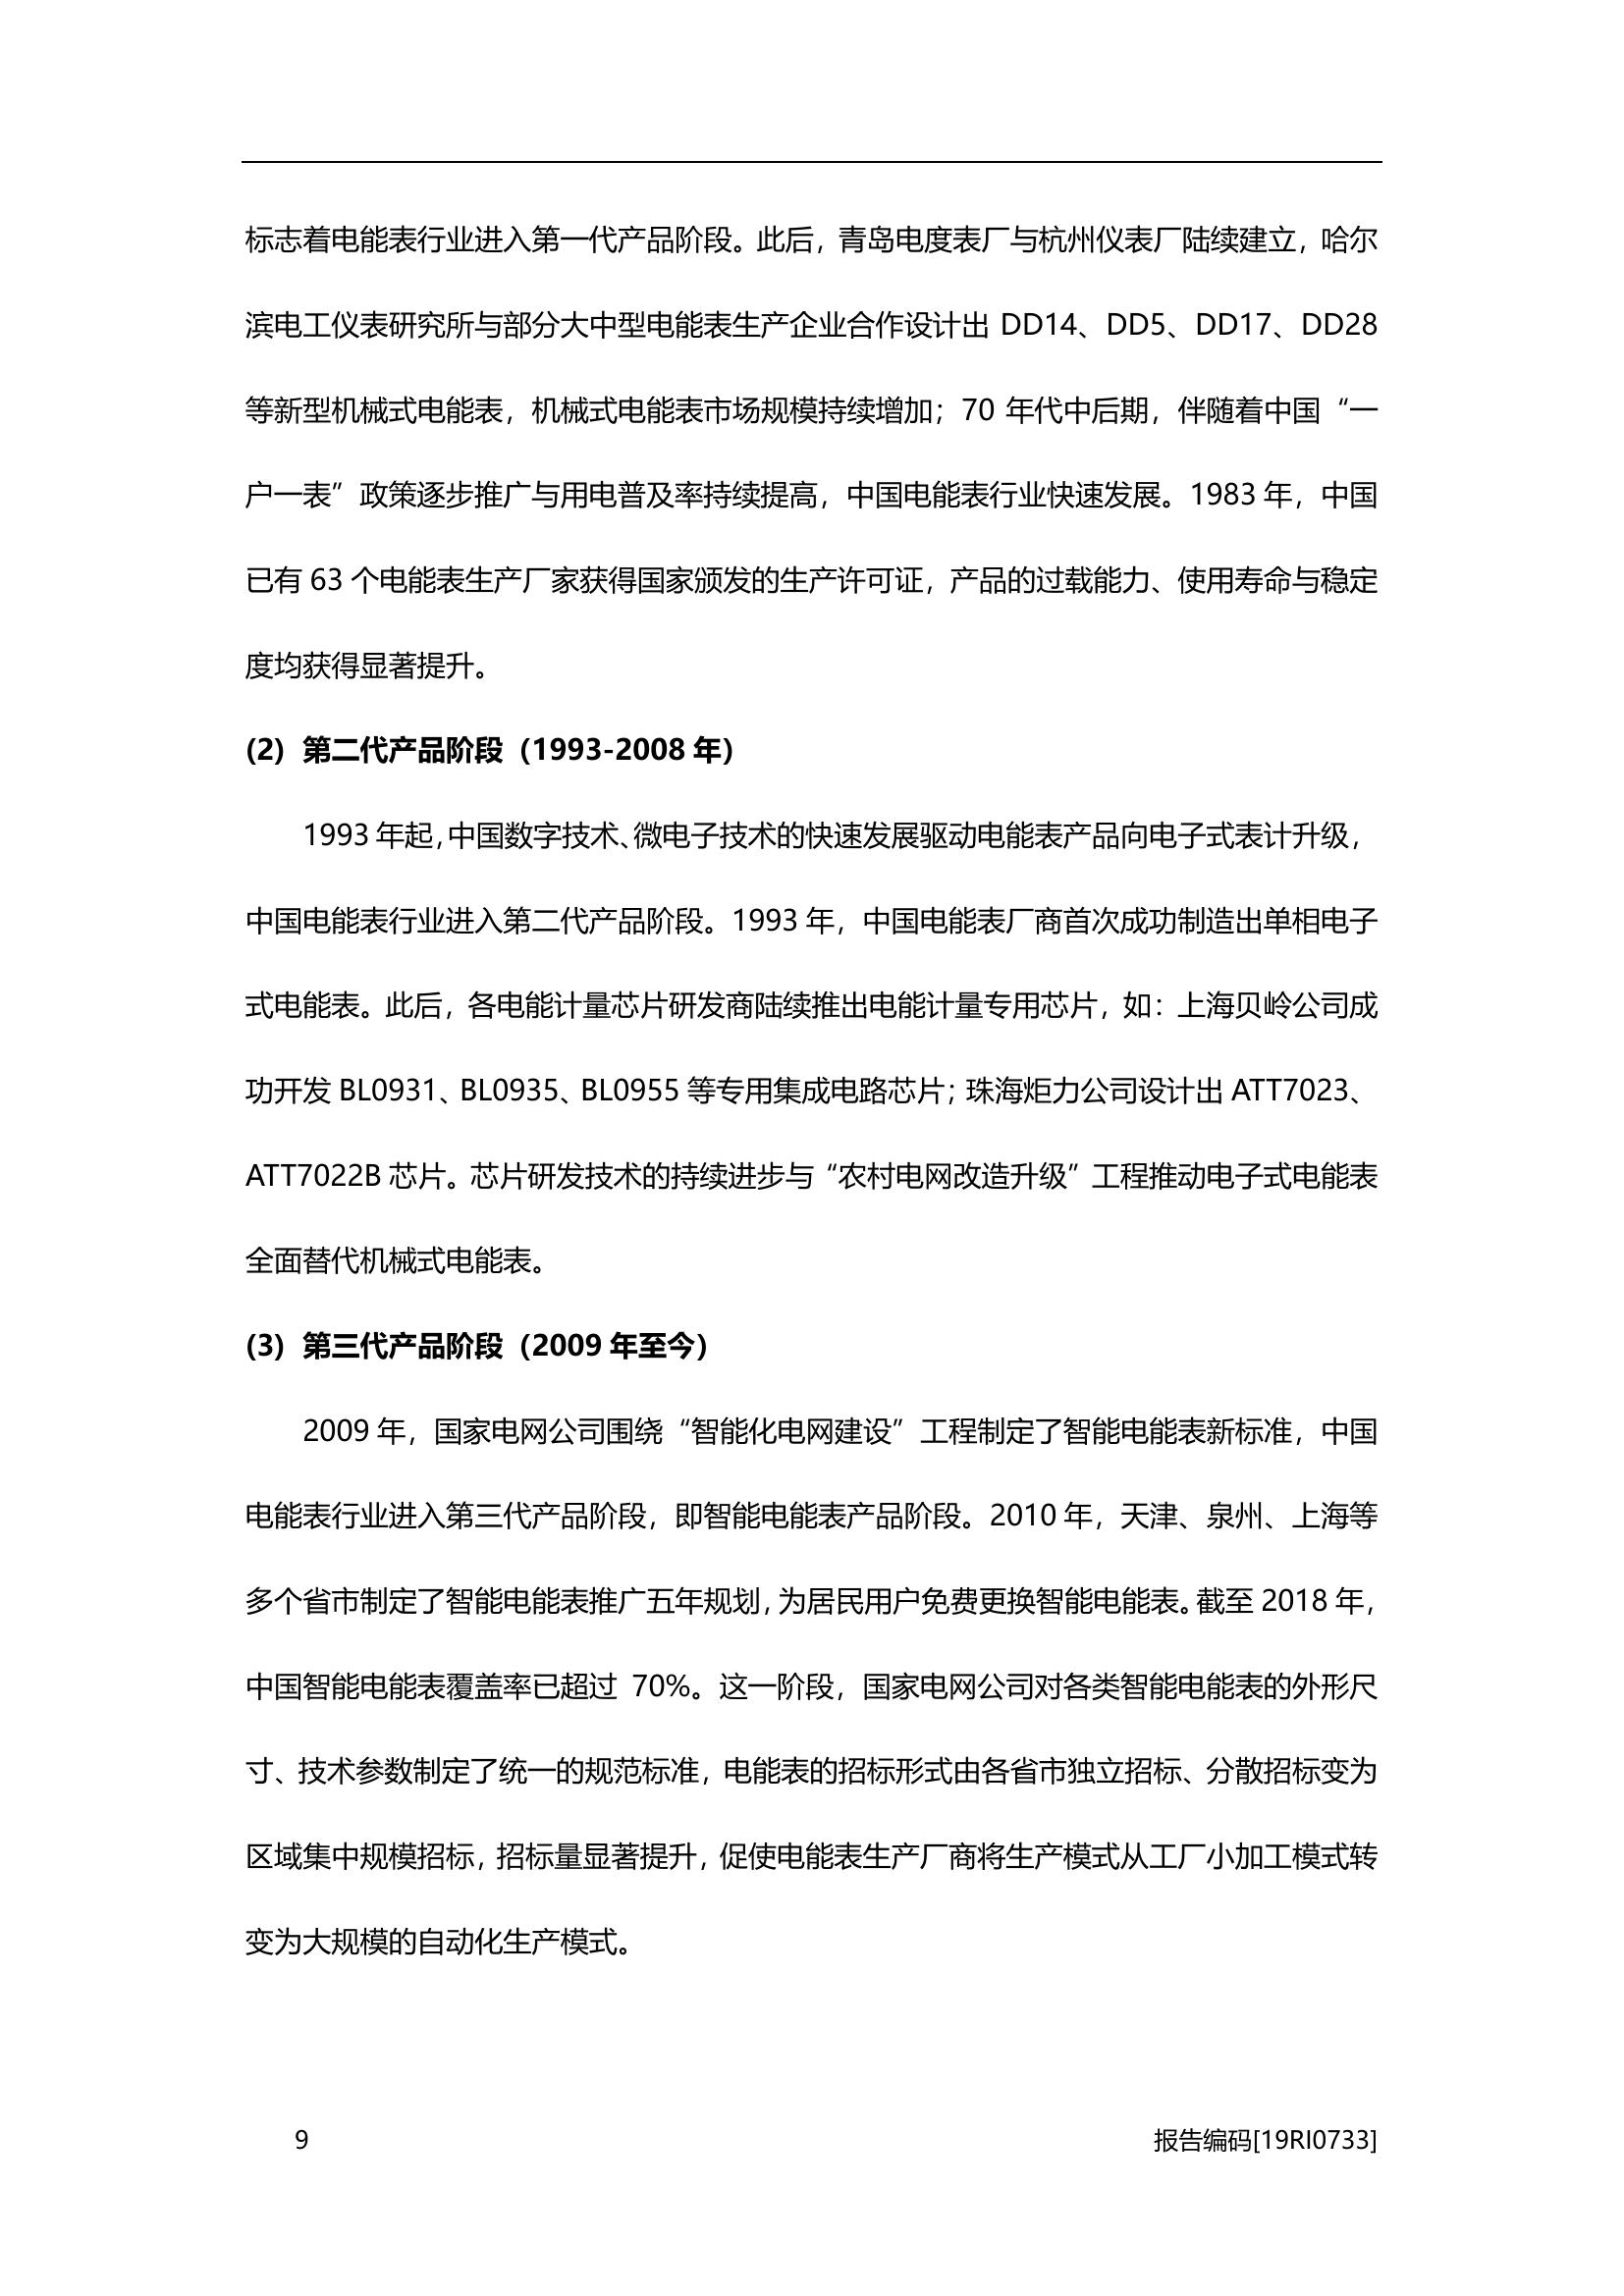 标志着电能表行业进入第一代产品阶段。此后，青岛电度表厂与杭州仪表厂陆续建立，哈尔
滨电工仪表研究所与部分大中型电能表生产企业合作设计出 DD14、DD5、DD17、DD28
等新型机械式电能表，机械式电能表市场规模持续增加；70 年代中后期，伴随着中国“一
户一表”政策逐步推广与用电普及率持续提高，中国电能表行业快速发展。1983 年，中国
已有 63 个电能表生产厂家获得国家颁发的生产许可证，产品的过载能力、使用寿命与稳定
度均获得显著提升。
(2) 第二代产品阶段（1993-2008 年）
1993 年起，中国数字技术、微电子技术的快速发展驱动电能表产品向电子式表计升级，
中国电能表行业进入第二代产品阶段。1993 年，中国电能表厂商首次成功制造出单相电子
式电能表。此后，各电能计量芯片研发商陆续推出电能计量专用芯片，如：上海贝岭公司成
功开发 BL0931、BL0935、BL0955 等专用集成电路芯片；珠海炬力公司设计出 ATT7023、
ATT7022B 芯片。芯片研发技术的持续进步与“农村电网改造升级”工程推动电子式电能表
全面替代机械式电能表。
(3) 第三代产品阶段（2009 年至今）
2009 年，国家电网公司围绕“智能化电网建设”工程制定了智能电能表新标准，中国
电能表行业进入第三代产品阶段，即智能电能表产品阶段。2010 年，天津、泉州、上海等
多个省市制定了智能电能表推广五年规划，为居民用户免费更换智能电能表。截至 2018 年，
中国智能电能表覆盖率已超过 70%。这一阶段，国家电网公司对各类智能电能表的外形尺
寸、技术参数制定了统一的规范标准，电能表的招标形式由各省市独立招标、分散招标变为
区域集中规模招标，招标量显著提升，促使电能表生产厂商将生产模式从工厂小加工模式转
变为大规模的自动化生产模式。
9
报告编码[19RI0733]